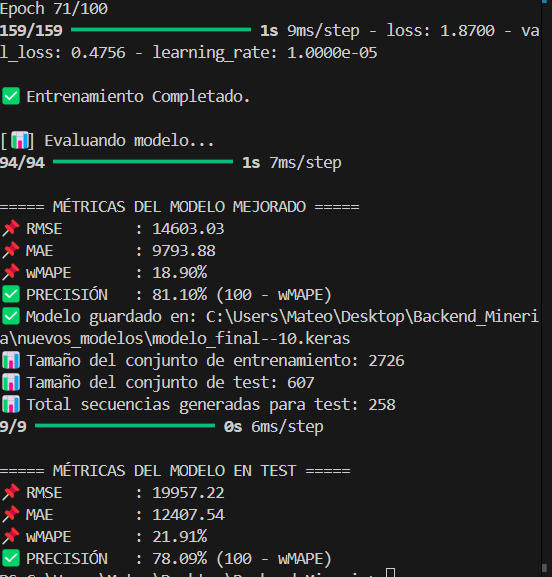 Epoch 71/100
159/159 ━━━━━━━━━━━━━━━━━━━━ 1s 9ms/step - loss: 1.8700 - va
l_loss: 0.4756 - learning_rate: 1.0000e-05
✅ Entrenamiento Completado.
[📊] Evaluando modelo...
94/94 ━━━━━━━━━━━━━━━━━━━━ 1s 7ms/step
===== MÉTRICAS DEL MODELO MEJORADO =====
📌 RMSE : 14603.03
📌 MAE : 9793.88
📌 wMAPE : 18.90%
✅ PRECISIÓN : 81.10% (100 - wMAPE)
✅ Modelo guardado en: C:\Users\Mateo\Desktop\Backend_Mineri
a\nuevos_modelos\modelo_final--10.keras
📊 Tamaño del conjunto de entrenamiento: 2726
📊 Tamaño del conjunto de test: 607
📊 Total secuencias generadas para test: 258
9/9 ━━━━━━━━━━━━━━━━━━━━ 0s 6ms/step
===== MÉTRICAS DEL MODELO EN TEST =====
📌 RMSE : 19957.22
📌 MAE : 12407.54
📌 wMAPE : 21.91%
✅ PRECISIÓN : 78.09% (100 - wMAPE)